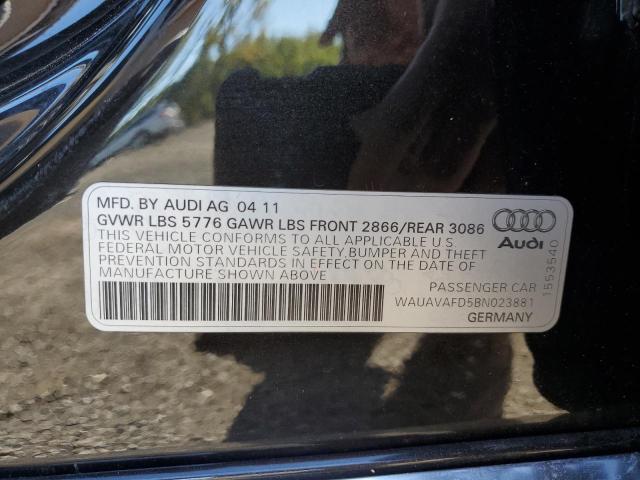 MFD. BY AUDI AG 04 11
GVWR LBS 5776 GAWR LBS FRONT 2866/REAR 3086
THIS VEHICLE CONFORMS TO ALL APPLICABLE U.S
FEDERAL MOTOR VEHICLE SAFETY,BUMPER AND THEFT
PREVENTION STANDARDS IN EFFECT ON THE DATE OF
MANUFACTURE SHOWN ABOVE
Audi
1553540
PASSENGER CAR
WAUAVAFD5BN023881
GERMANY